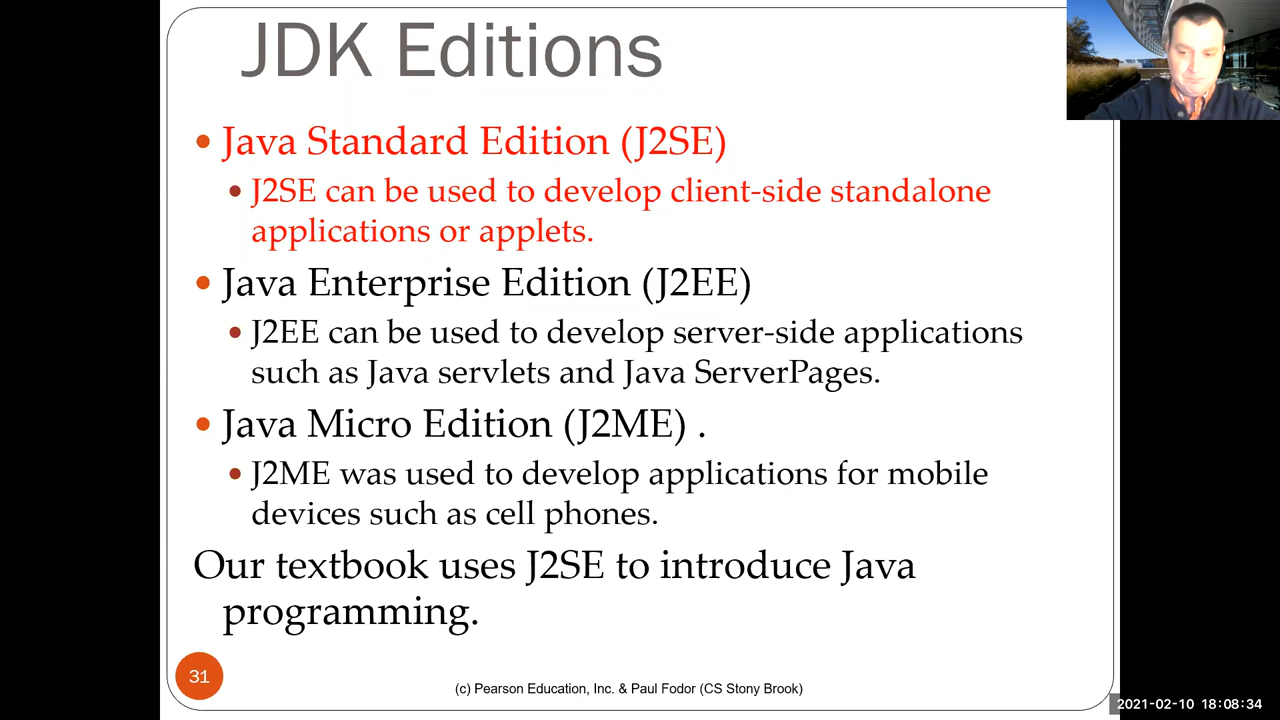 JDK Editions
• Java Standard Edition (J2SE)
• J2SE can be used to develop client-side standalone
applications or applets.
• Java Enterprise Edition (J2EE)
• J2EE can be used to develop server-side applications
such as Java servlets and Java ServerPages.
• Java Micro Edition (J2ME) .
• J2ME was used to develop applications for mobile
devices such as cell phones.
Our textbook uses J2SE to introduce Java
programming.
31
(c) Pearson Education, Inc. & Paul Fodor (CS Stony Brook)
2021-02-10 18:08:34